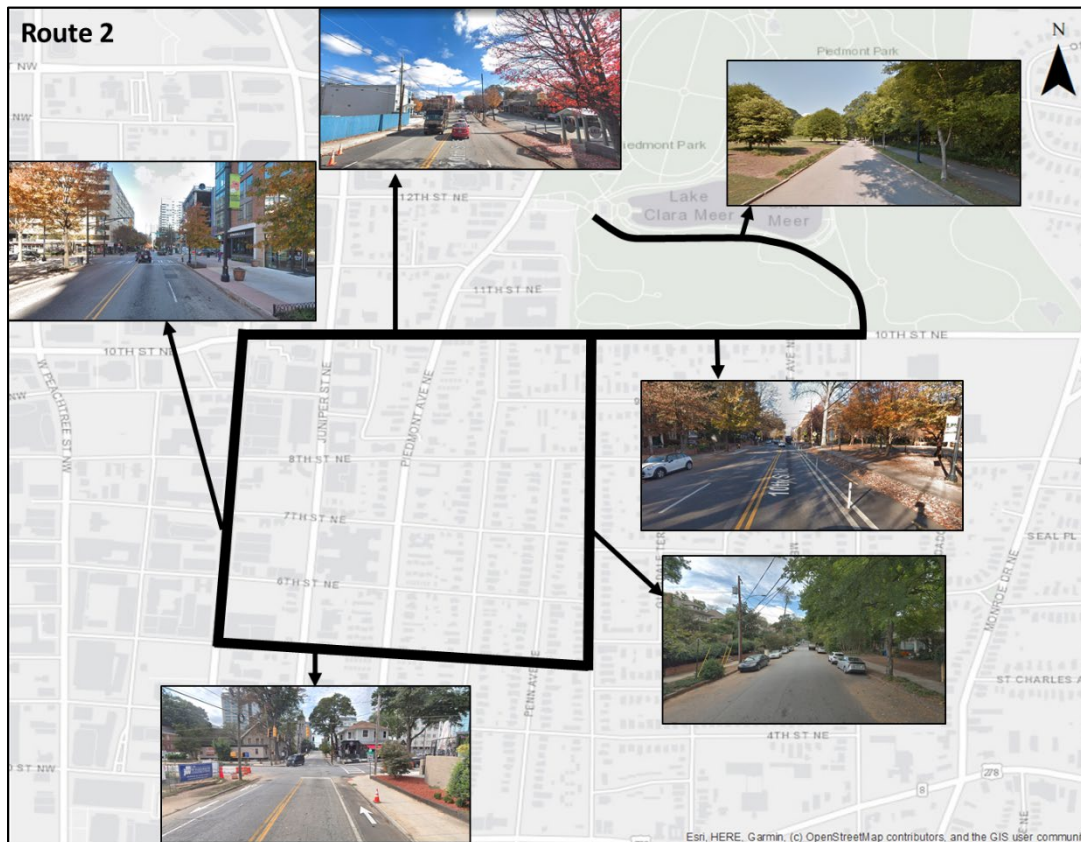 Route 2
N
Piedmont Park
Piedmont Park
12TH ST NE
Lake
Clara Meer
Meer
11TH ST NE
10TH ST NE
10TH ST NE
W PEACHTREE ST NW
JUNIPER ST NE
PIEDMONT AVE NE
8TH ST NE
7TH ST NE
6TH ST NE
PENN AVE NE
SEAL PL
MONROE DR NE
ST CHARLES A
4TH ST NE
278
8
Esri, HERE, Garmin, (c) OpenStreetMap contributors, and the GIS user communi